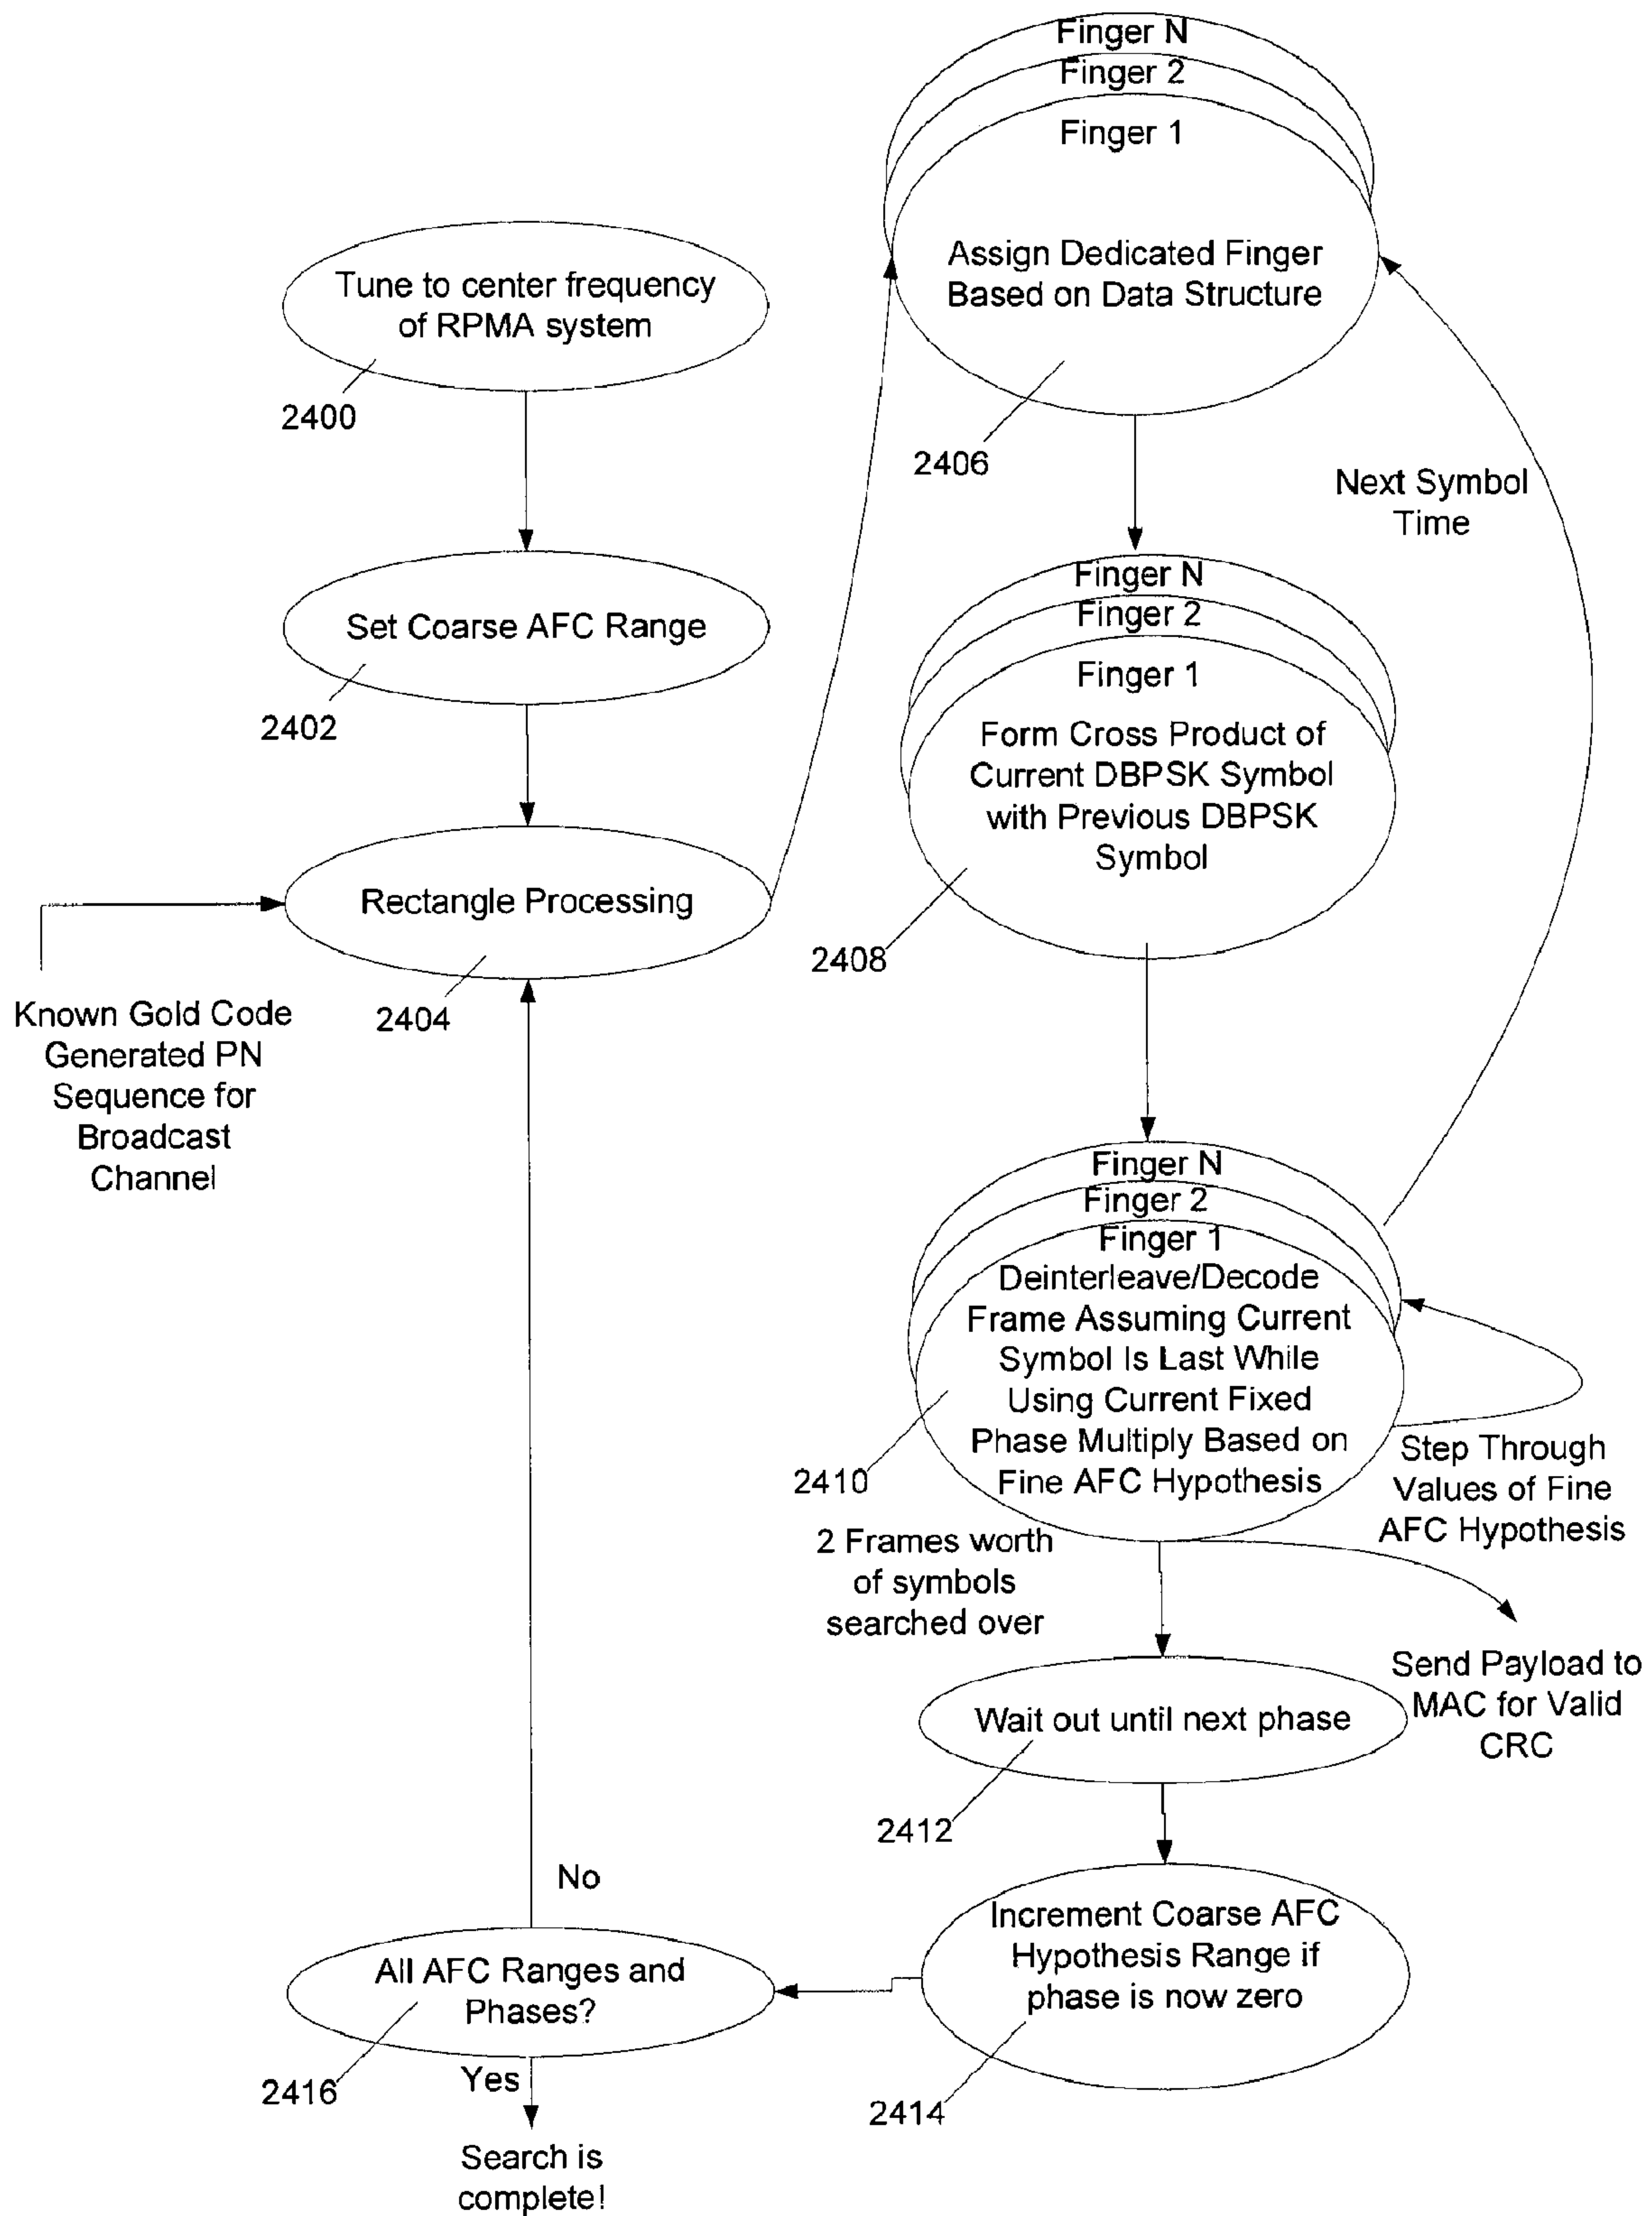 Finger N
Finger 2
Finger 1
Assign Dedicated Finger
Based on Data Structure
2406
Tune to center frequency
of RPMA system
2400
Next Symbol
Time
Set Coarse AFC Range
2402
Finger N
Finger 2
Finger 1
Form Cross Product of
Current DBPSK Symbol
with Previous DBPSK
Symbol
2408
Rectangle Processing
2404
Known Gold Code
Generated PN
Sequence for
Broadcast
Channel
Finger N
Finger 2
Finger 1
Deinterleave/Decode
Frame Assuming Current
Symbol Is Last While
Using Current Fixed
Phase Multiply Based on
Fine AFC Hypothesis
2410
Step Through
Values of Fine
AFC Hypothesis
2 Frames worth
of symbols
searched over
Send Payload to
MAC for Valid
CRC
Wait out until next phase
2412
Increment Coarse AFC
Hypothesis Range if
phase is now zero
2414
No
All AFC Ranges and
Phases?
2416
Yes
Search is
complete!